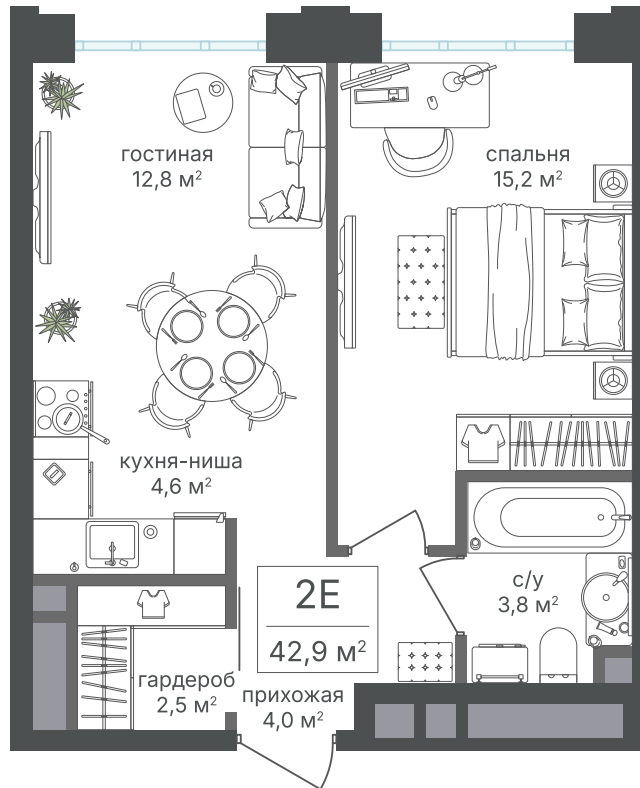 гостиная
12,8 м²
спальня
15,2 м²
кухня-ниша
4,6 м²
2Е
42,9 м²
с/у
3,8 м²
гардероб
2,5 м²
прихожая
4,0 м²